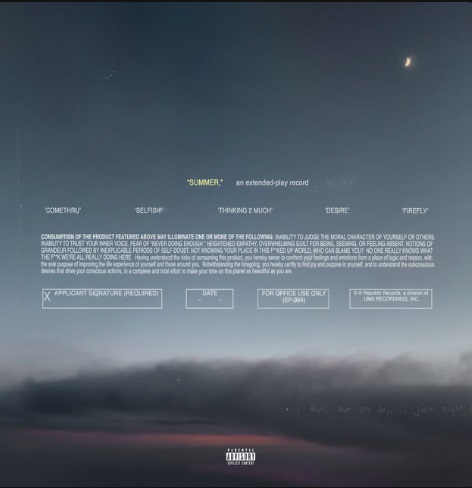 "SUMMER," an extended-play record
'COMETHRU' 'SELFISH' 'THINKING 2 MUCH' 'DESIRE' 'FIREFLY'
CONSUMPTION OF THE PRODUCT FEATURED ABOVE MAY ILLUMINATE ONE OR MORE OF THE FOLLOWING: INABILITY TO JUDGE THE MORAL CHARACTER OF YOURSELF OR OTHERS
INABILITY TO TRUST YOUR INNER VOICE. FEAR OF "NEVER DOING ENOUGH." HEIGHTENED EMPATHY, OVERWHELMING GUILT FOR BEING, SEEMING, OR FEELING ABSENT. NOTIONS OF
GRANDEUR FOLLOWED BY INEXPLICABLE PERIODS OF SELF DOUBT. NOT KNOWING YOUR PLACE IN THIS F**KED UP WORLD; WHO CAN BLAME YOU? NO ONE REALLY KNOWS WHAT
THE F**K WE'RE ALL REALLY DOING HERE. Having understood the risks of consuming this product, you hereby swear to confront your feelings and emotions from a place of logic and reason, with
the sole purpose of improving the life experience of yourself and those around you. Notwithstanding the foregoing, you hereby certify to find joy and purpose in yourself, and to understand the subconscious
desires that drive your conscious actions, in a complete and total effort to make your time on this planet as beautiful as you are.
X APPLICANT SIGNATURE (REQUIRED)
DATE
– –
FOR OFFICE USE ONLY
(EP-004)
©℗ Republic Records, a division of
UMG RECORDINGS, INC.
i think that one day i just might
PARENTAL
ADVISORY
EXPLICIT CONTENT